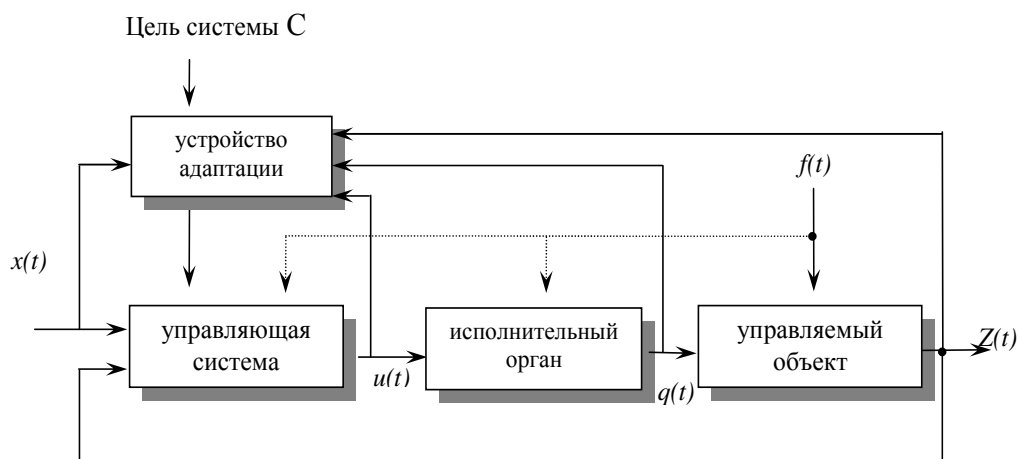 Цель системы С
устройство
адаптации
f(t)
x(t)
управляющая
система
исполнительный
орган
управляемый
объект
Z(t)
u(t)
q(t)